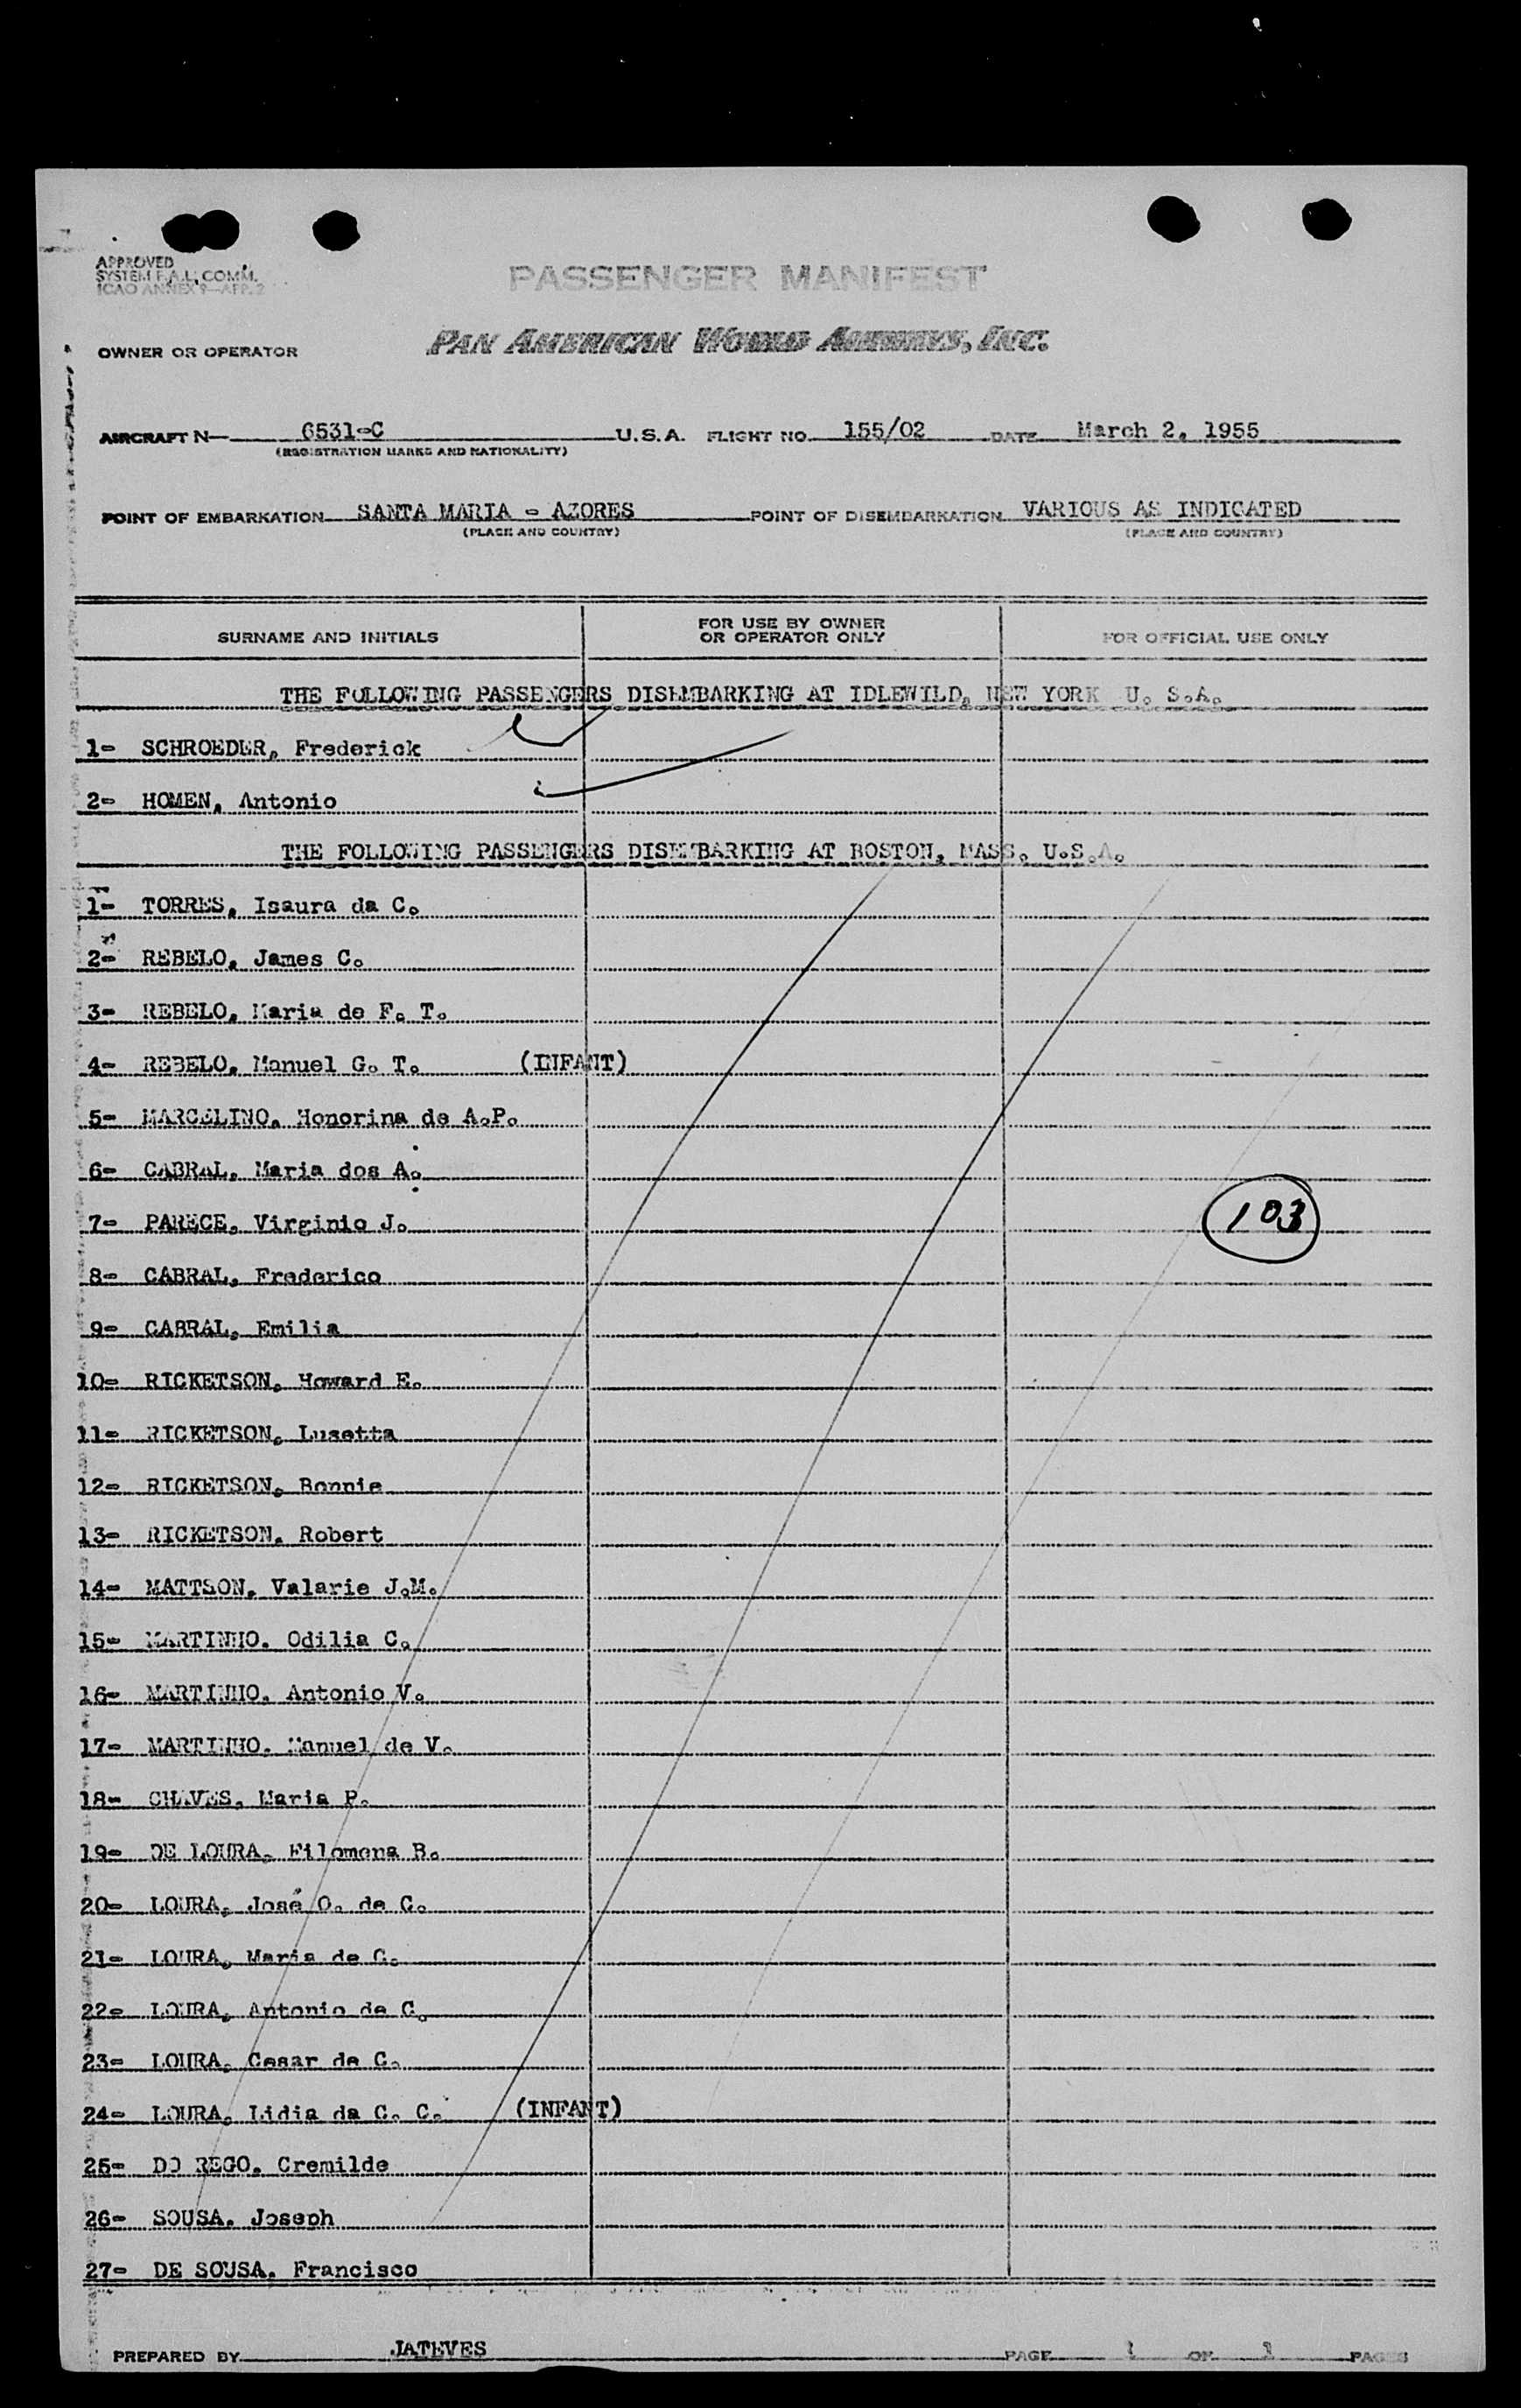 APPROVED
SYSTEM F.A.L. COMM.
ICAO ANNEX 9—APP. 2
PASSENGER MANIFEST
OWNER OR OPERATOR PAN AMERICAN WORLD AIRWAYS, INC.
AIRCRAFT N— 6531-C U.S.A. FLIGHT NO. 155/02 DATE March 2, 1955
(REGISTRATION MARKS AND NATIONALITY)
POINT OF EMBARKATION SANTA MARIA - AZORES POINT OF DISEMBARKATION VARIOUS AS INDICATED
(PLACE AND COUNTRY) (PLACE AND COUNTRY)
SURNAME AND INITIALS FOR USE BY OWNER OR OPERATOR ONLY FOR OFFICIAL USE ONLY
THE FOLLOWING PASSENGERS DISEMBARKING AT IDLEWILD, NEW YORK U. S.A.
1- SCHROEDER, Frederick
2- HOMEN, Antonio
THE FOLLOWING PASSENGERS DISEMBARKING AT BOSTON, MASS. U.S.A.
1- TORRES, Isaura da C.
2- REBELO, James C.
3- REBELO, Maria de F. T.
4- REBELO, Manuel G. T. (INFANT)
5- MARCELINO, Honorina de A.P.
6- CABRAL, Maria dos A.
7- PARECE, Virginio J. 103
8- CABRAL, Frederico
9- CABRAL, Emilia
10- RICKETSON, Howard E.
11- RICKETSON, Lusetta
12- RICKETSON, Bonnie
13- RICKETSON, Robert
14- MATTSON, Valarie J.M.
15- MARTINHO, Odilia C.
16- MARTINHO, Antonio V.
17- MARTINHO, Manuel de V.
18- CHAVES, Maria P.
19- DE LOURA, Filomena B.
20- LOURA, José O. de C.
21- LOURA, Maria de C.
22- LOURA, Antonio de C.
23- LOURA, Cesar de C.
24- LOURA, Lidia da C. C. (INFANT)
25- DO REGO, Cremilde
26- SOUSA, Joseph
27- DE SOUSA, Francisco
PREPARED BY JATEVES PAGE 1 OF 1 PAGES